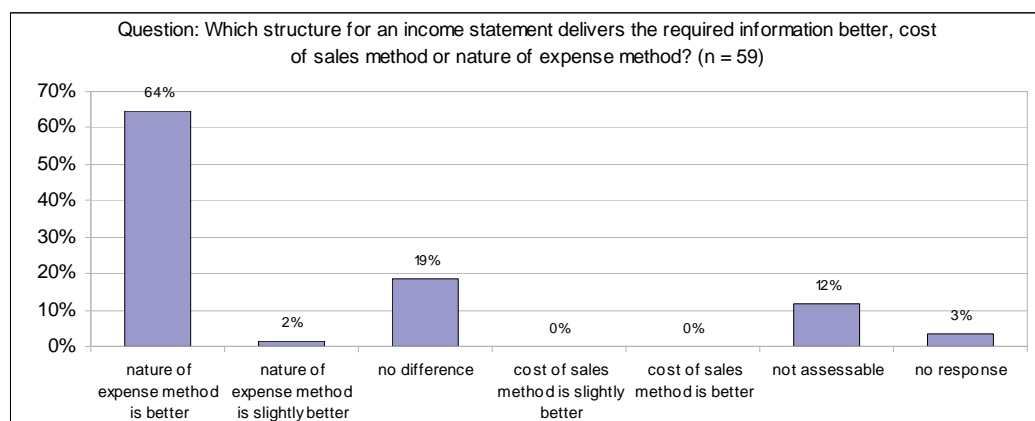 Question: Which structure for an income statement delivers the required information better, cost
of sales method or nature of expense method? (n = 59)
70%
60%
50%
40%
30%
20%
10%
0%
64%
2%
19%
0%
0%
12%
3%
nature of
expense method
is better
nature of
expense method
is slightly better
no difference
cost of sales
method is slightly
better
cost of sales
method is better
not assessable
no response